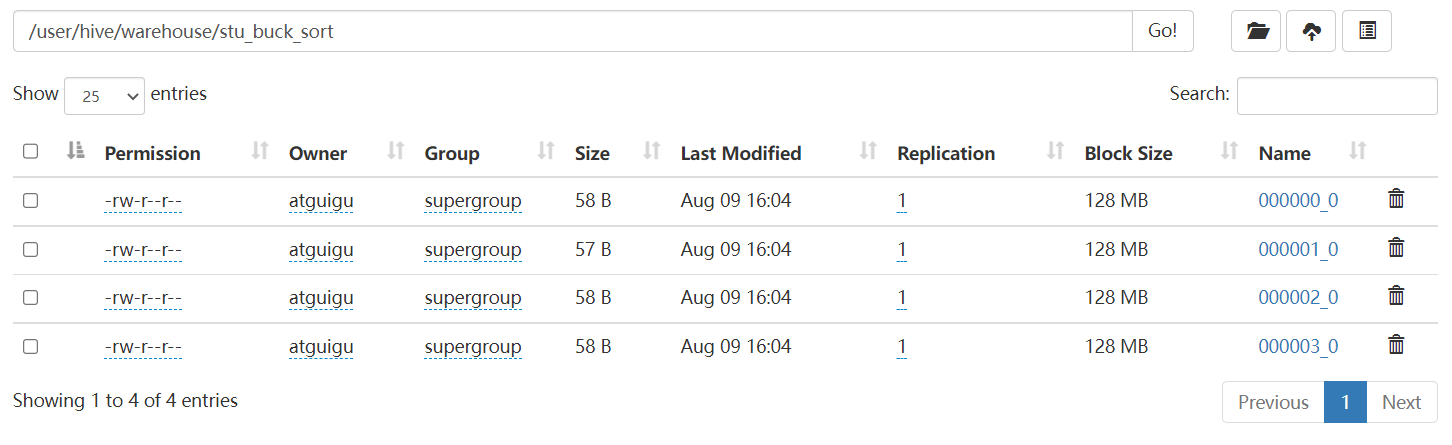 /user/hive/warehouse/stu_buck_sort Go!
Show 25 entries Search:
Permission Owner Group Size Last Modified Replication Block Size Name
-rw-r--r-- atguigu supergroup 58 B Aug 09 16:04 1 128 MB 000000_0
-rw-r--r-- atguigu supergroup 57 B Aug 09 16:04 1 128 MB 000001_0
-rw-r--r-- atguigu supergroup 58 B Aug 09 16:04 1 128 MB 000002_0
-rw-r--r-- atguigu supergroup 58 B Aug 09 16:04 1 128 MB 000003_0
Showing 1 to 4 of 4 entries Previous 1 Next